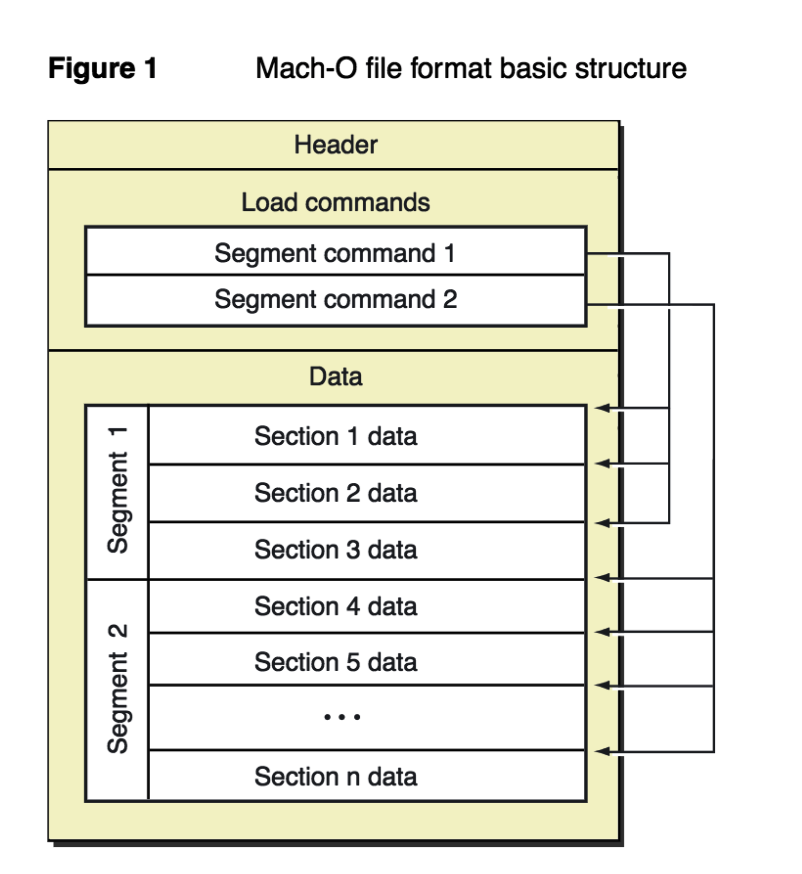 Figure 1 Mach-O file format basic structure
Header
Load commands
Segment command 1
Segment command 2
Data
Segment 1
Section 1 data
Section 2 data
Section 3 data
Segment 2
Section 4 data
Section 5 data
...
Section n data